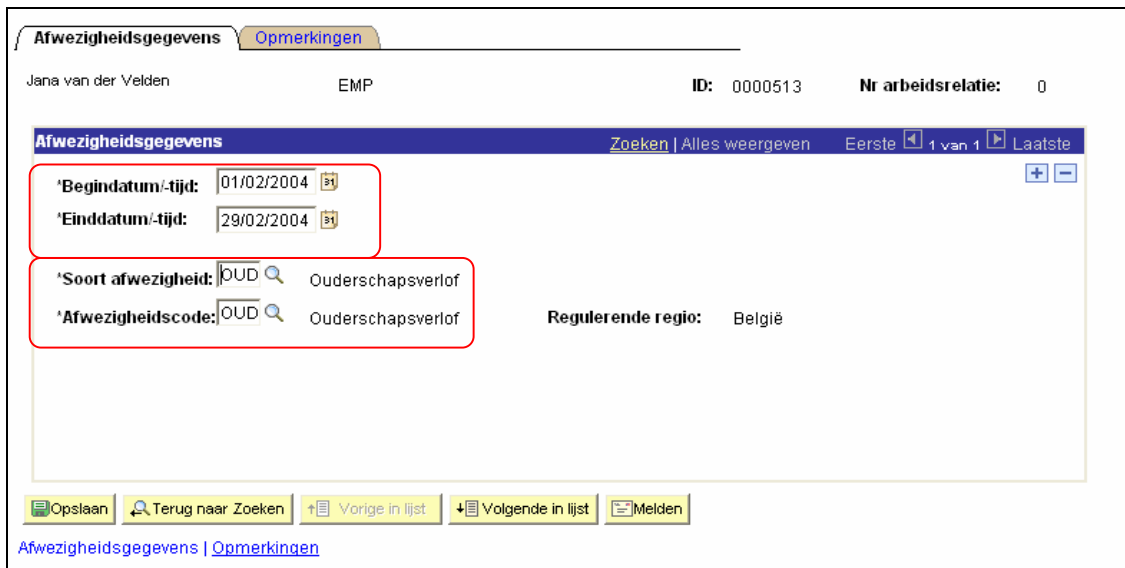 Afwezigheidsgegevens Opmerkingen
Jana van der Velden EMP ID: 0000513 Nr arbeidsrelatie: 0
Afwezigheidsgegevens Zoeken | Alles weergeven Eerste 1 van 1 Laatste
*Begindatum/-tijd: 01/02/2004
*Einddatum/-tijd: 29/02/2004
*Soort afwezigheid: OUD Ouderschapsverlof
*Afwezigheidscode: OUD Ouderschapsverlof Regulerende regio: België
Opslaan Terug naar Zoeken Vorige in lijst Volgende in lijst Melden
Afwezigheidsgegevens | Opmerkingen